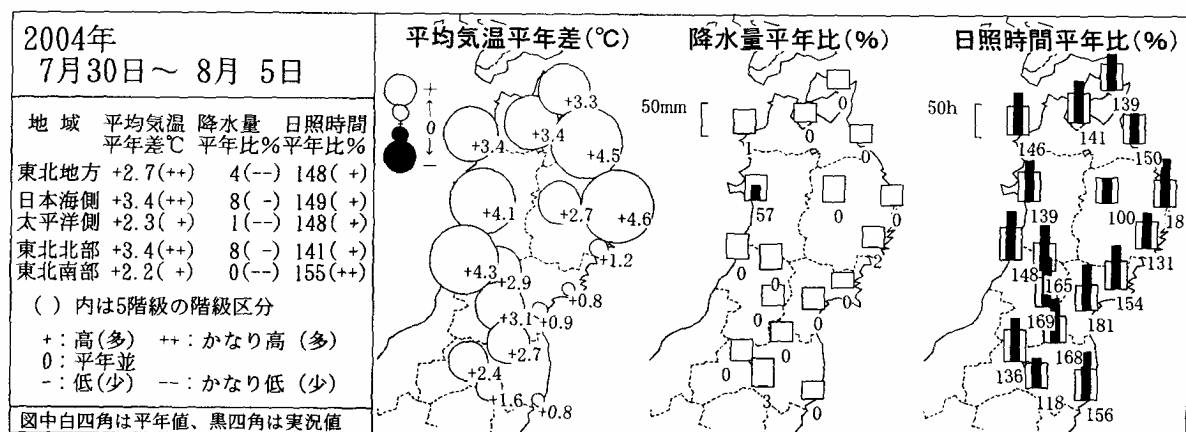 2004年
7月30日～ 8月 5日
地 域 平均気温 降水量 日照時間
平年差℃ 平年比% 平年比%
東北地方 +2.7(++) 4(--) 148( +)
日本海側 +3.4(++) 8( -) 149( +)
太平洋側 +2.3( +) 1(--) 148( +)
東北北部 +3.4(++) 8( -) 141( +)
東北南部 +2.2( +) 0(--) 155(++)
( ) 内は5階級の階級区分
+:高(多) ++:かなり高 (多)
0:平年並
-:低(少) --:かなり低 (少)
図中白四角は平年値、黒四角は実況値
平均気温平年差(℃)
+
↑
0
↓
-
+3.3
+3.4
+3.4
+4.5
+4.1
+2.7
+4.6
+1.2
+4.3
+2.9
+0.8
+3.1
+0.9
+2.7
+2.4
+1.6
+0.8
降水量平年比(%)
50mm
0
0
1
0
57
0
0
2
0
0
0
0
0
0
0
3
0
日照時間平年比(%)
50h
139
141
146
150
139
100
18
131
148
165
154
169
181
168
136
118
156